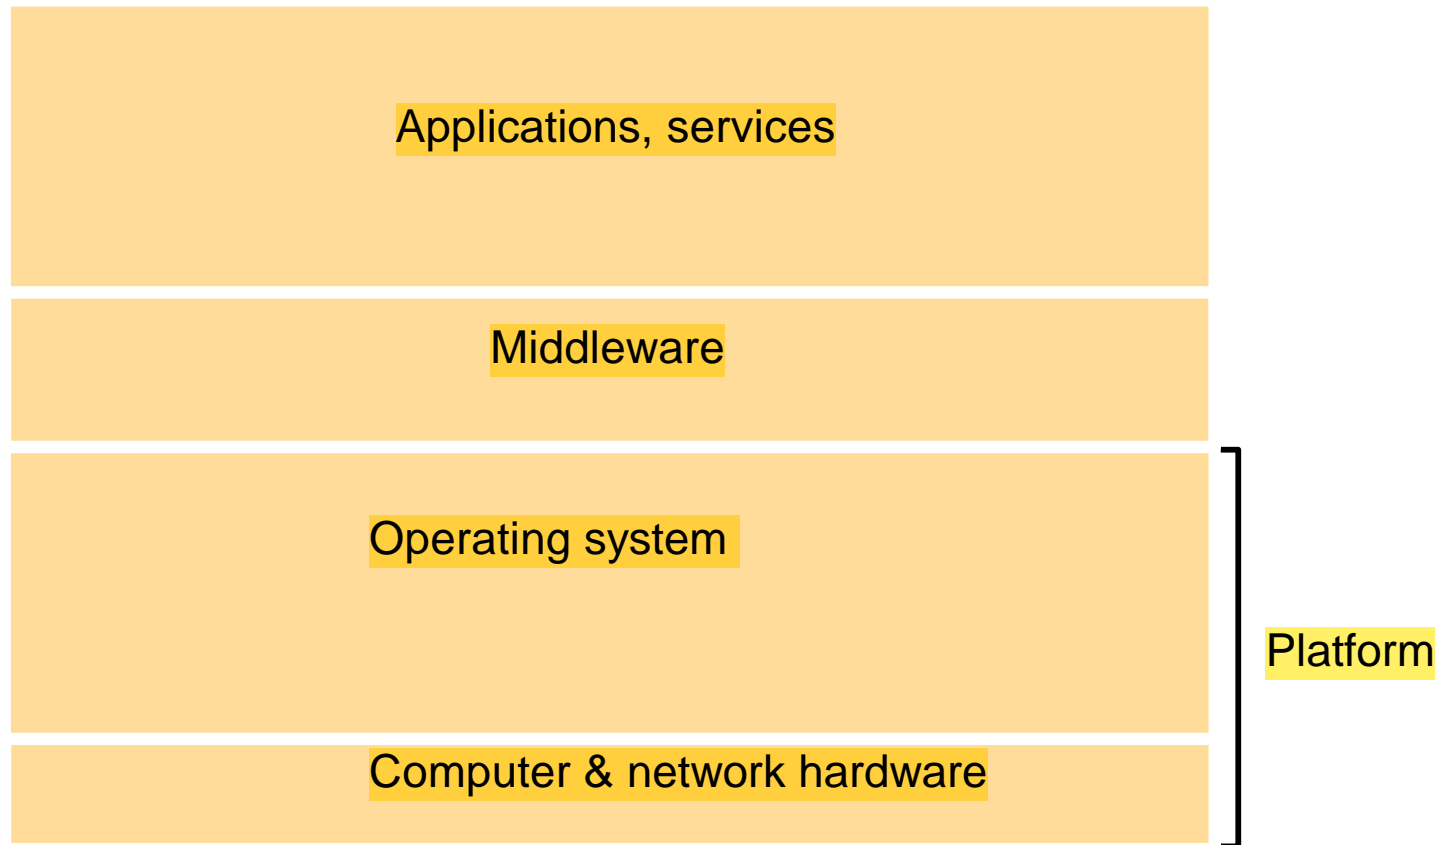 Applications, services
Middleware
Operating system
Platform
Computer & network hardware